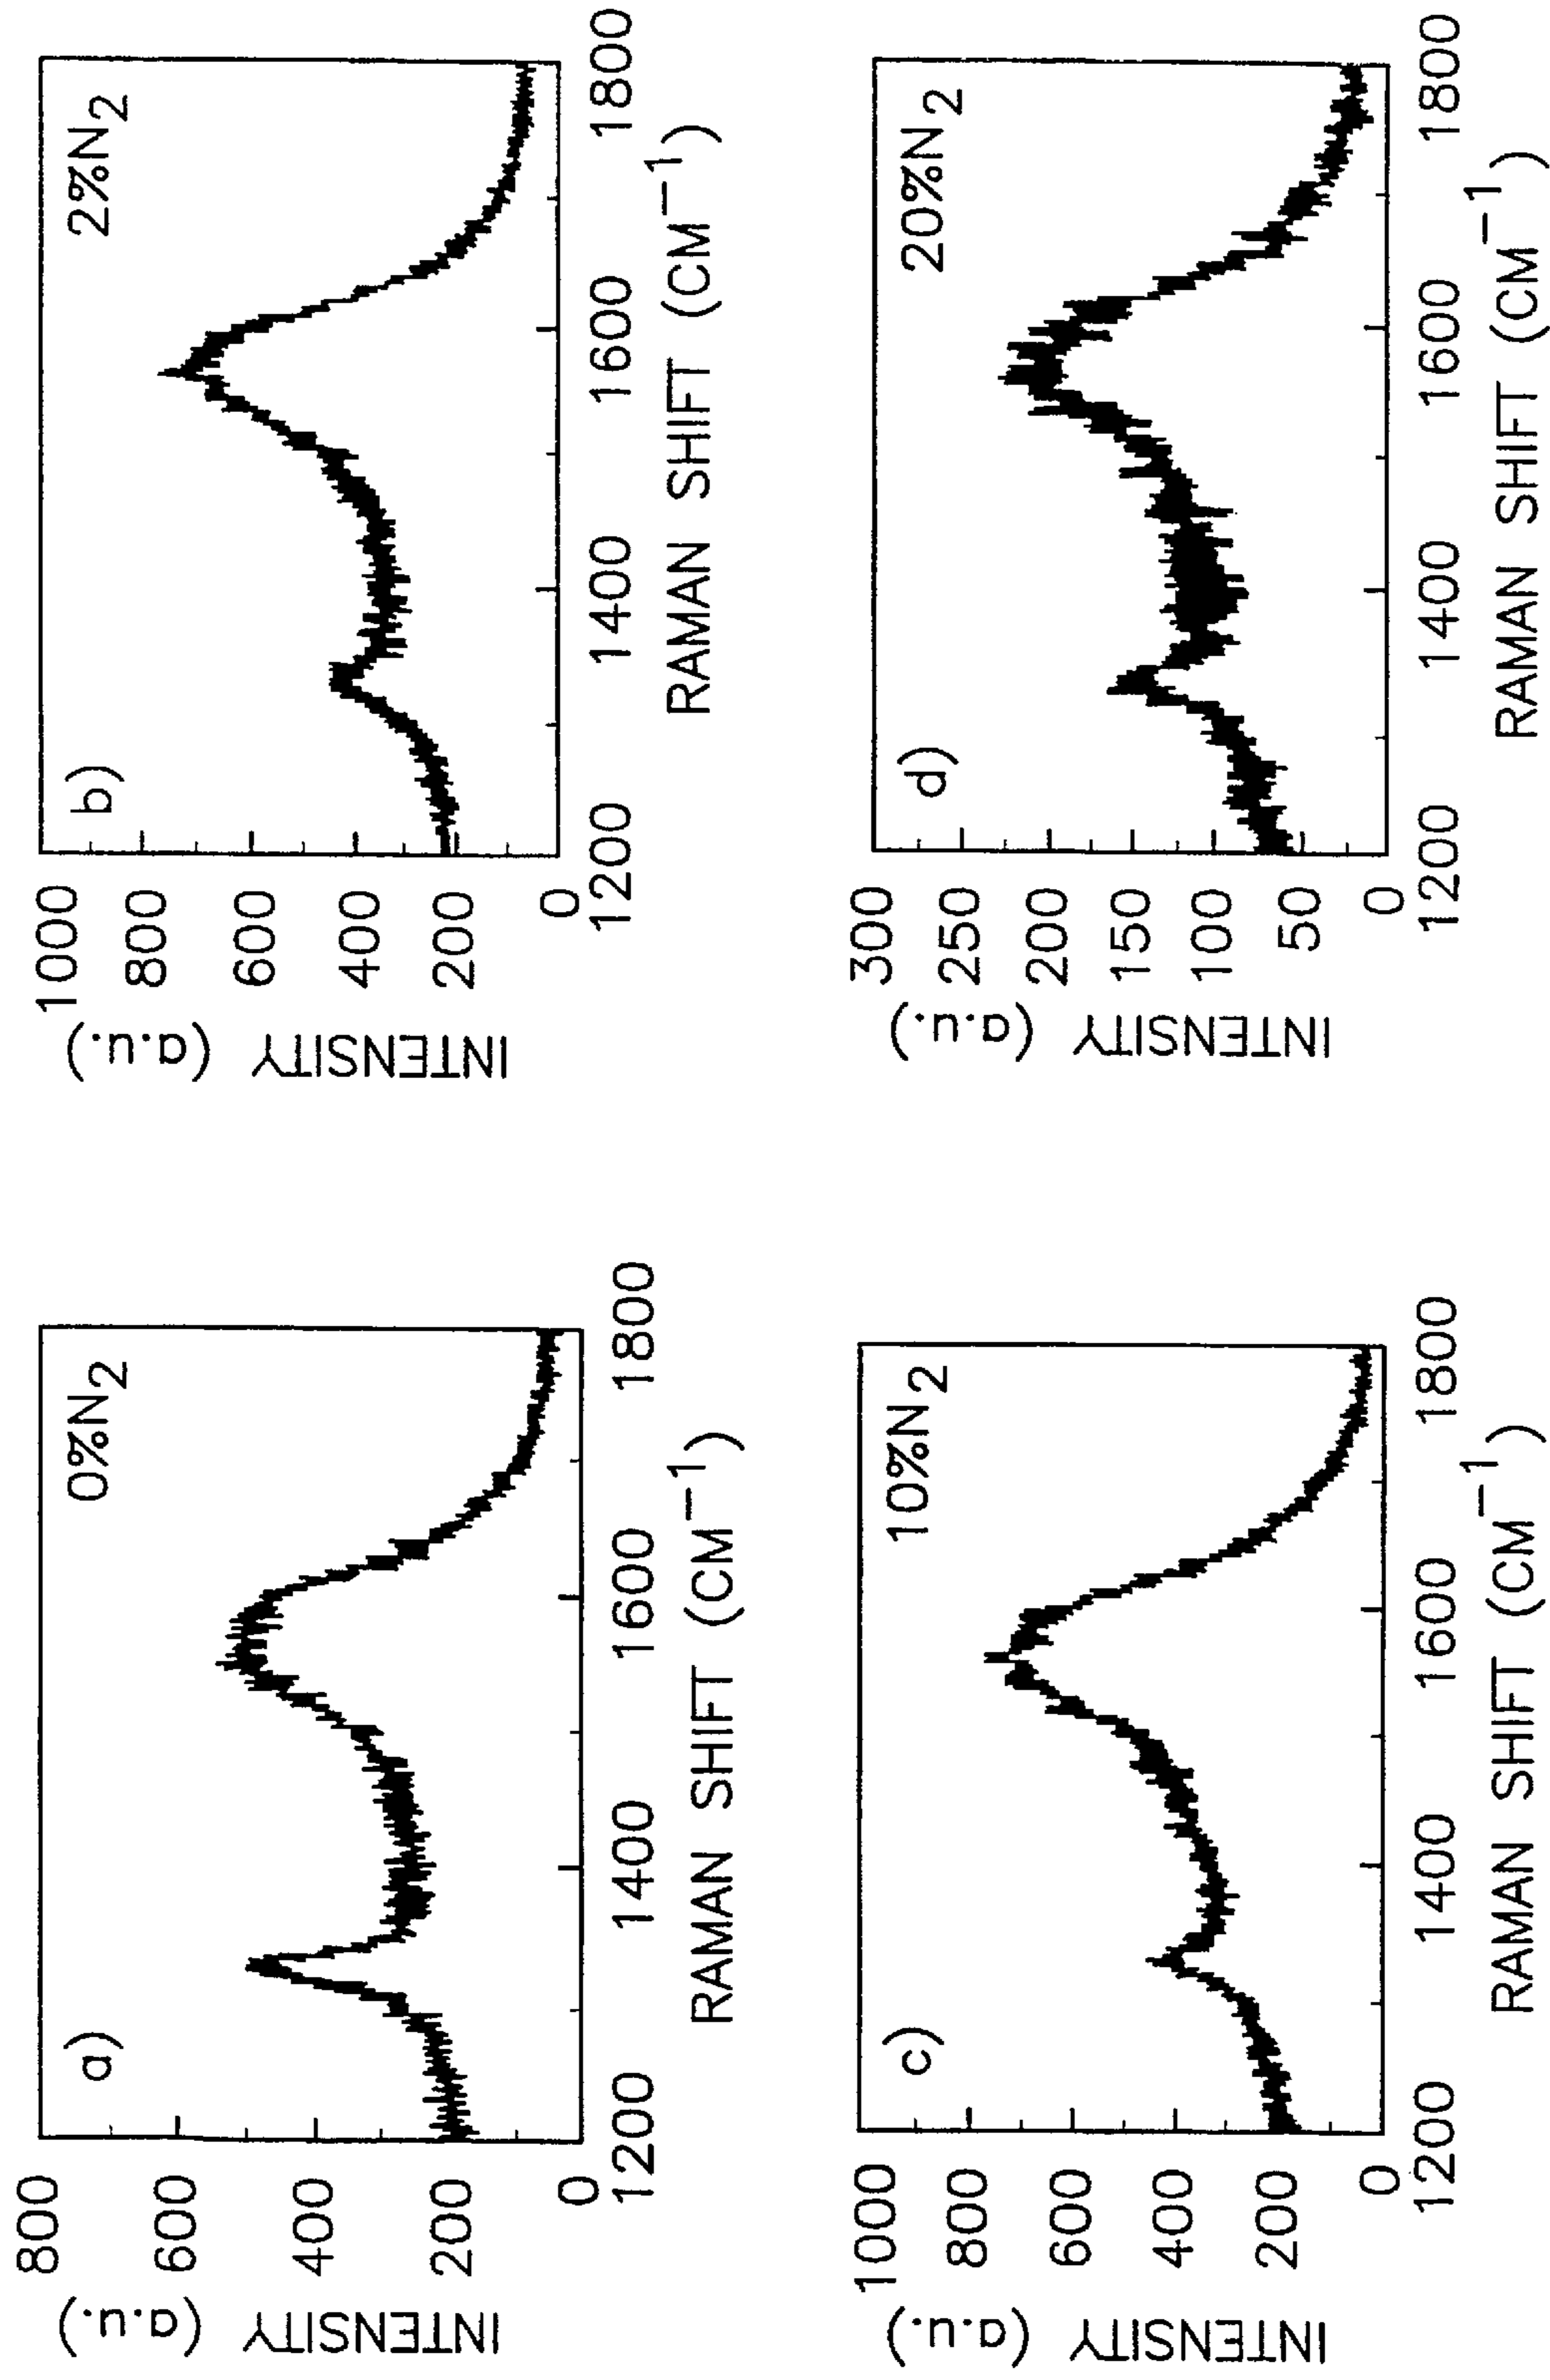 a)
0%N2
800
600
400
200
0
INTENSITY (a.u.)
1200
1400
1600
1800
RAMAN SHIFT (CM−1)
b)
2%N2
1000
800
600
400
200
0
INTENSITY (a.u.)
1200
1400
1600
1800
RAMAN SHIFT (CM−1)
c)
10%N2
1000
800
600
400
200
0
INTENSITY (a.u.)
1200
1400
1600
1800
RAMAN SHIFT (CM−1)
d)
20%N2
300
250
200
150
100
50
0
INTENSITY (a.u.)
1200
1400
1600
1800
RAMAN SHIFT (CM−1)